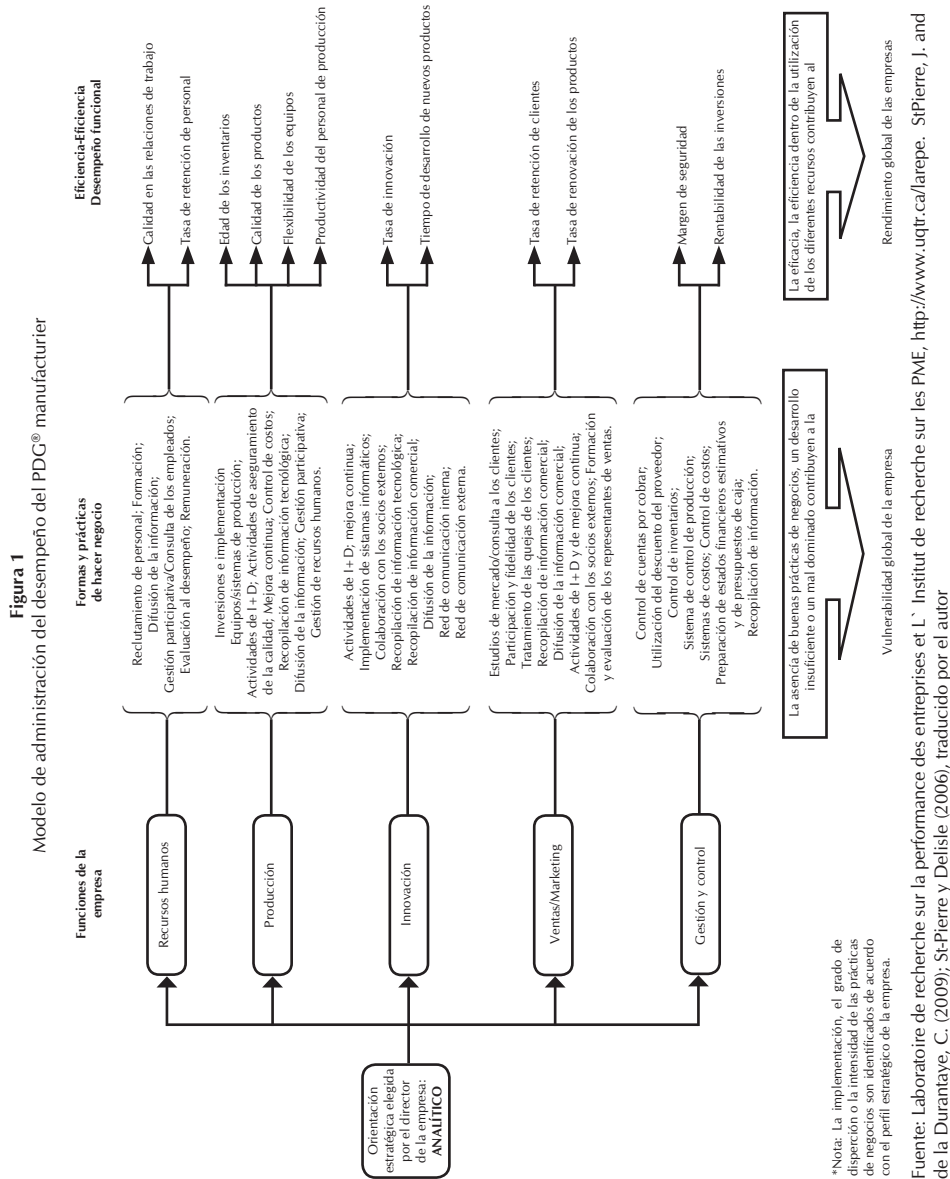 Figura 1
Modelo de administración del desempeño del PDG® manufacturier
Funciones de la
empresa
Formas y prácticas
de hacer negocio
Eficiencia-Eficiencia
Desempeño funcional
Orientación
estratégica elegida
por el director
de la empresa:
ANALÍTICO
Recursos humanos
Reclutamiento de personal; Formación;
Difusión de la información;
Gestión participativa/Consulta de los empleados;
Evaluación al desempeño; Remuneración.
Calidad en las relaciones de trabajo
Tasa de retención de personal
Producción
Inversiones e implementación
Equipos/sistemas de producción;
Actividades de I+D; Actividades de aseguramiento
de la calidad; Mejora continua; Control de costos;
Recopilación de información tecnológica;
Difusión de la información; Gestión participativa;
Gestión de recursos humanos.
Edad de los inventarios
Calidad de los productos
Flexibilidad de los equipos
Productividad del personal de producción
Innovación
Actividades de I+D; mejora continua;
Implementación de sistemas informáticos;
Colaboración con los socios externos;
Recopilación de información tecnológica;
Recopilación de información comercial;
Difusión de la información;
Red de comunicación interna;
Red de comunicación externa.
Tasa de innovación
Tiempo de desarrollo de nuevos productos
Ventas/Marketing
Estudios de mercado/consulta a los clientes;
Participación y fidelidad de los clientes;
Tratamiento de las quejas de los clientes;
Recopilación de información comercial;
Difusión de la información comercial;
Actividades de I+D y de mejora continua;
Colaboración con los socios externos; Formación
y evaluación de los representantes de ventas.
Tasa de retención de clientes
Tasa de renovación de los productos
Gestión y control
Control de cuentas por cobrar;
Utilización del descuento del proveedor;
Control de inventarios;
Sistema de control de producción;
Sistemas de costos; Control de costos;
Preparación de estados financieros estimatívos
y de presupuestos de caja;
Recopilación de información.
Margen de seguridad
Rentabilidad de las inversiones
La asencia de buenas prácticas de negocios, un desarrollo
insuficiente o un mal dominado contribuyen a la
Vulnerabilidad global de la empresa
La eficacia, la eficiencia dentro de la utilización
de los diferentes recursos contribuyen al
Rendimiento global de las empresas
*Nota: La implementación, el grado de
disperción o la intensidad de las prácticas
de negocios son identificados de acuerdo
con el perfil estratégico de la empresa.
Fuente: Laboratoire de recherche sur la performance des entreprises et L` Institut de recherche sur les PME, http://www.uqtr.ca/larepe. StPierre, J. and
de la Durantaye, C. (2009); St-Pierre y Delisle (2006), traducido por el autor